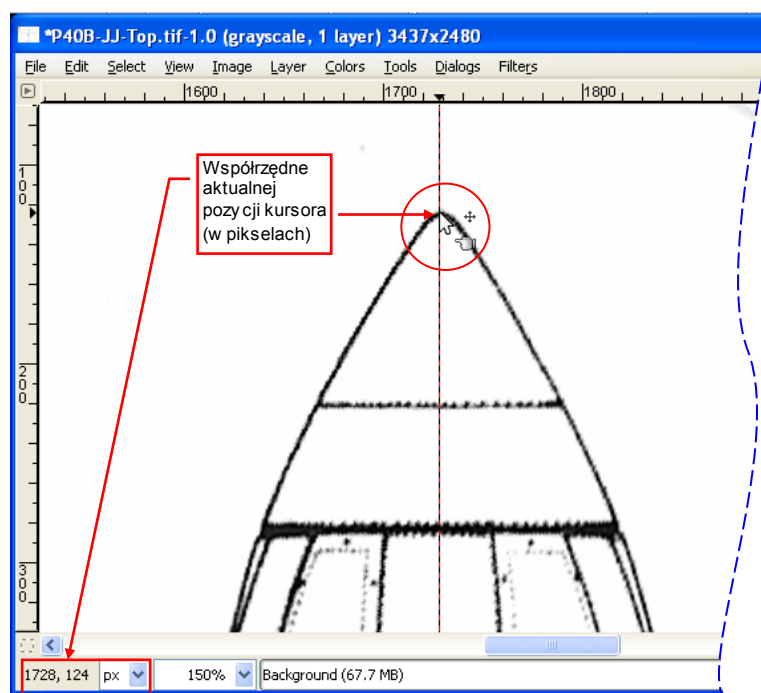 *P40B-JJ-Top.tif-1.0 (grayscale, 1 layer) 3437x2480
File Edit Select View Image Layer Colors Tools Dialogs Filters
1600 1700 1800
100
Współrzędne
aktualnej
pozycji kursora
(w pikselach)
200
300
1728, 124 px 150% Background (67.7 MB)